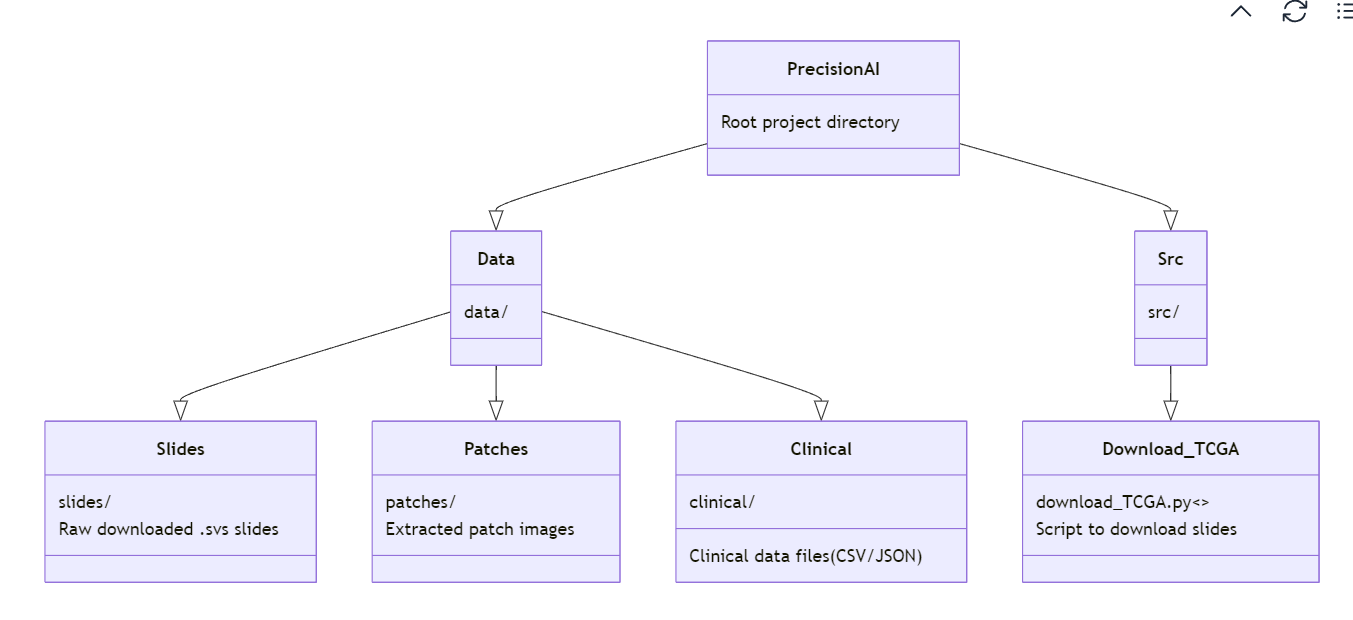 PrecisionAI
Root project directory
Data
data/
Src
src/
Slides
slides/
Raw downloaded .svs slides
Patches
patches/
Extracted patch images
Clinical
clinical/
Clinical data files(CSV/JSON)
Download_TCGA
download_TCGA.py<>
Script to download slides